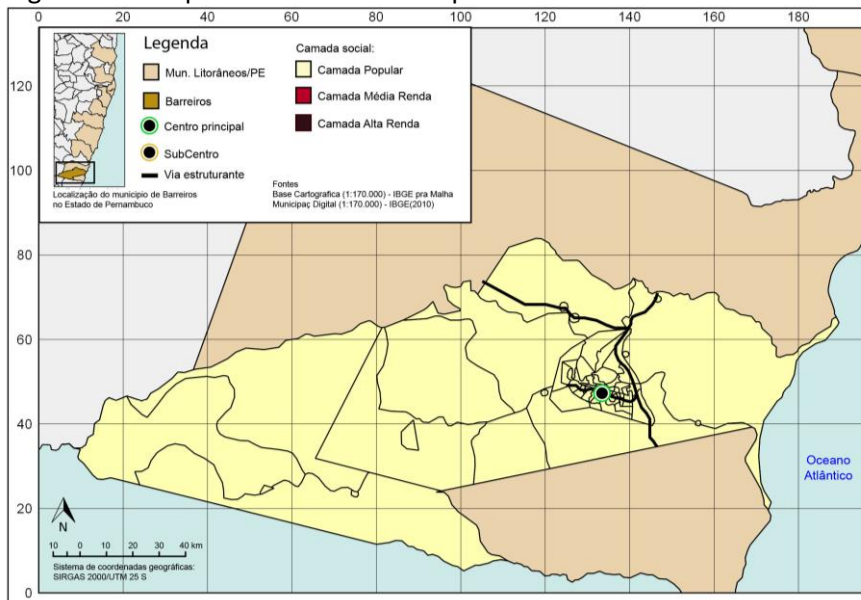 0 20 40 60 80 100 120 140 160 180
Legenda
Mun. Litorâneos/PE
Barreiros
Centro principal
SubCentro
Via estruturante
Camada social:
Camada Popular
Camada Média Renda
Camada Alta Renda
Localização do municipio de Barreiros
no Estado de Pernambuco
Fontes
Base Cartografica (1:170.000) - IBGE pra Malha
Municipaç Digital (1:170.000) - IBGE(2010)
120
100
80
60
40
20
0
Oceano
Atlântico
N
10 0 10 20 30 40 km
Sistema de coordenadas geográficas:
SIRGAS 2000/UTM 25 S